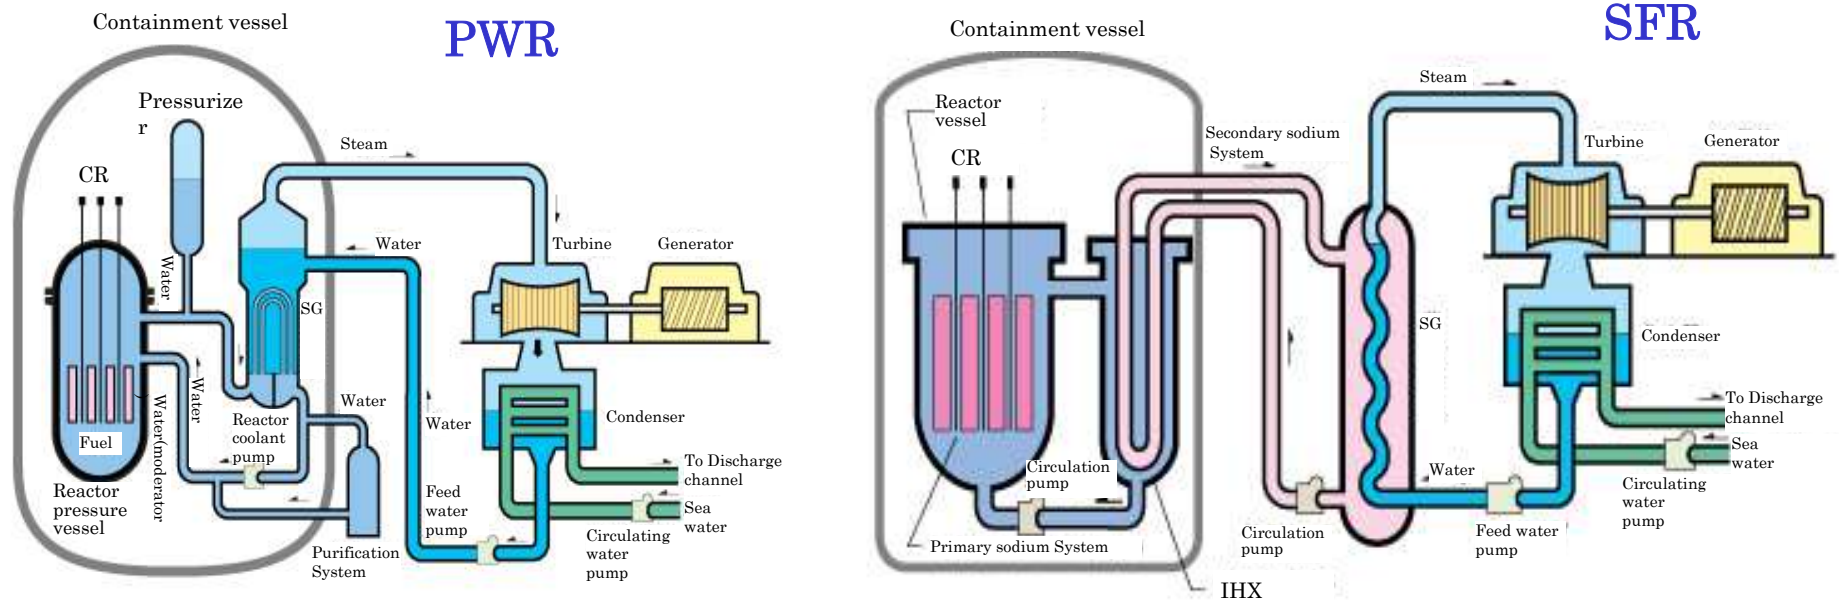 Containment vessel
PWR
Pressurize
r
CR
Steam
Water
Turbine
Generator
Water
SG
Water
Water(moderator
Fuel
Reactor
coolant
pump
Water
Water
Condenser
Reactor
pressure
vessel
To Discharge
channel
Feed
water
pump
Sea
water
Circulating
water
pump
Purification
System
SFR
Containment vessel
Steam
Reactor
vessel
CR
Secondary sodium
System
Turbine
Generator
SG
Condenser
To Discharge
channel
Sea
water
Circulation
pump
Water
Circulating
water
pump
Primary sodium System
Circulation
pump
Feed water
pump
IHX